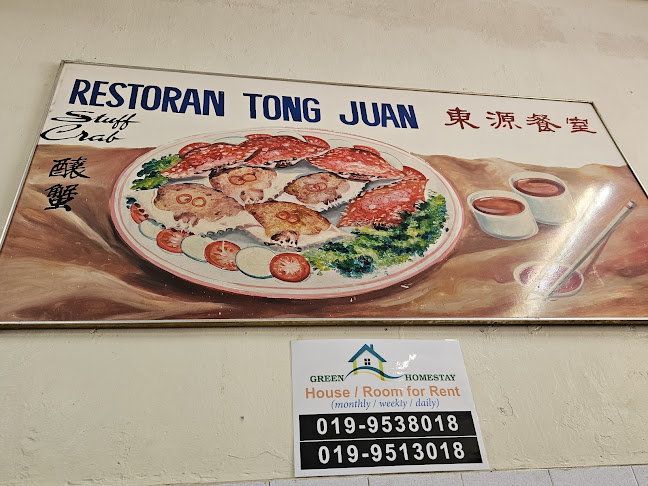 RESTORAN TONG JUAN 東源餐室
Stuff
Crab
釀
蟹
GREEN HOMESTAY
House / Room for Rent
(monthly / weekly / daily)
019-9538018
019-9513018